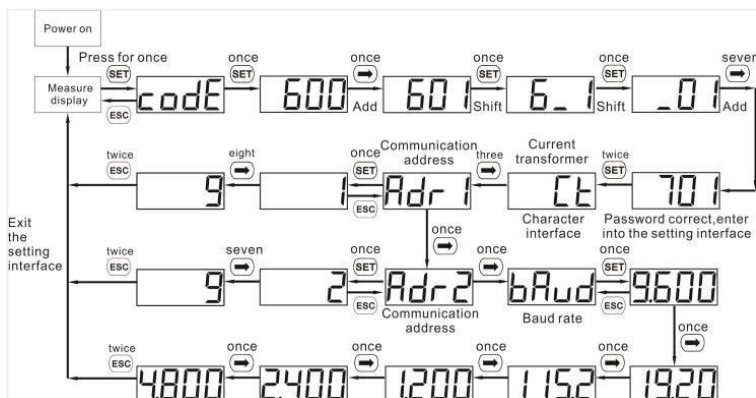 Power on
Press for once
once
once
once
once
seven
SET
SET
➡
SET
SET
➡
Measure
display
ESC
codE
600
Add
601
Shift
6_1
Shift
_01
Add
Communication
address
Current
transformer
twice
ESC
eight
➡
once
SET
three
➡
twice
SET
9
1
ESC
Adr1
Ct
701
Character
interface
Password correct,enter
into the setting interface
Exit
the
setting
interface
once
➡
twice
ESC
seven
➡
once
SET
once
➡
once
SET
9
2
ESC
Adr2
bAud
ESC
9.600
Communication
address
Baud rate
once
➡
twice
ESC
once
➡
once
➡
once
➡
once
➡
4.800
2.400
1.200
115.2
19.20